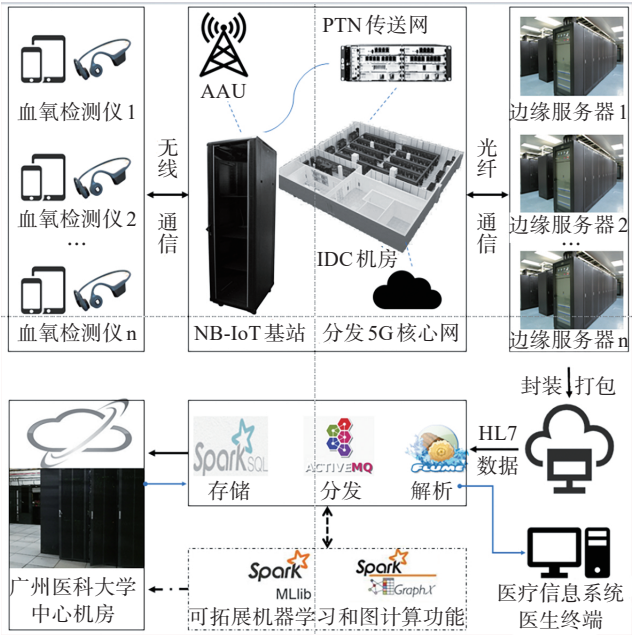 PTN 传送网
AAU
血氧检测仪 1
边缘服务器 1
无线
光纤
血氧检测仪 2
边缘服务器 2
…
…
通信
通信
IDC 机房
血氧检测仪 n
NB-IoT 基站
分发 5G 核心网
边缘服务器 n
封装
打包
HL7
数据
Spark SQL
ACTIVEMQ
FLUME
存储
分发
解析
Spark
MLlib
Spark
GraphX
可拓展机器学习和图计算功能
广州医科大学
中心机房
医疗信息系统
医生终端